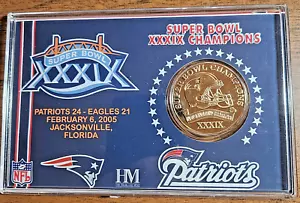 SUPER BOWL
XXXIX
SUPER BOWL
XXXIX CHAMPIONS
PATRIOTS 24 - EAGLES 21
FEBRUARY 6, 2005
JACKSONVILLE,
FLORIDA
SUPER BOWL CHAMPIONS
XXXIX
NFL
HM
Patriots